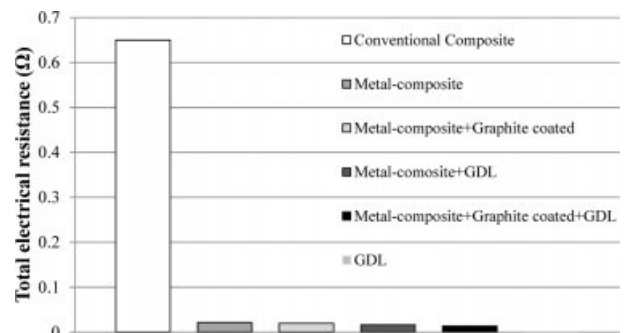 Total electrical resistance (Ω)
0.7
0.6
0.5
0.4
0.3
0.2
0.1
0
Conventional Composite
Metal-composite
Metal-composite+Graphite coated
Metal-comosite+GDL
Metal-composite+Graphite coated+GDL
GDL